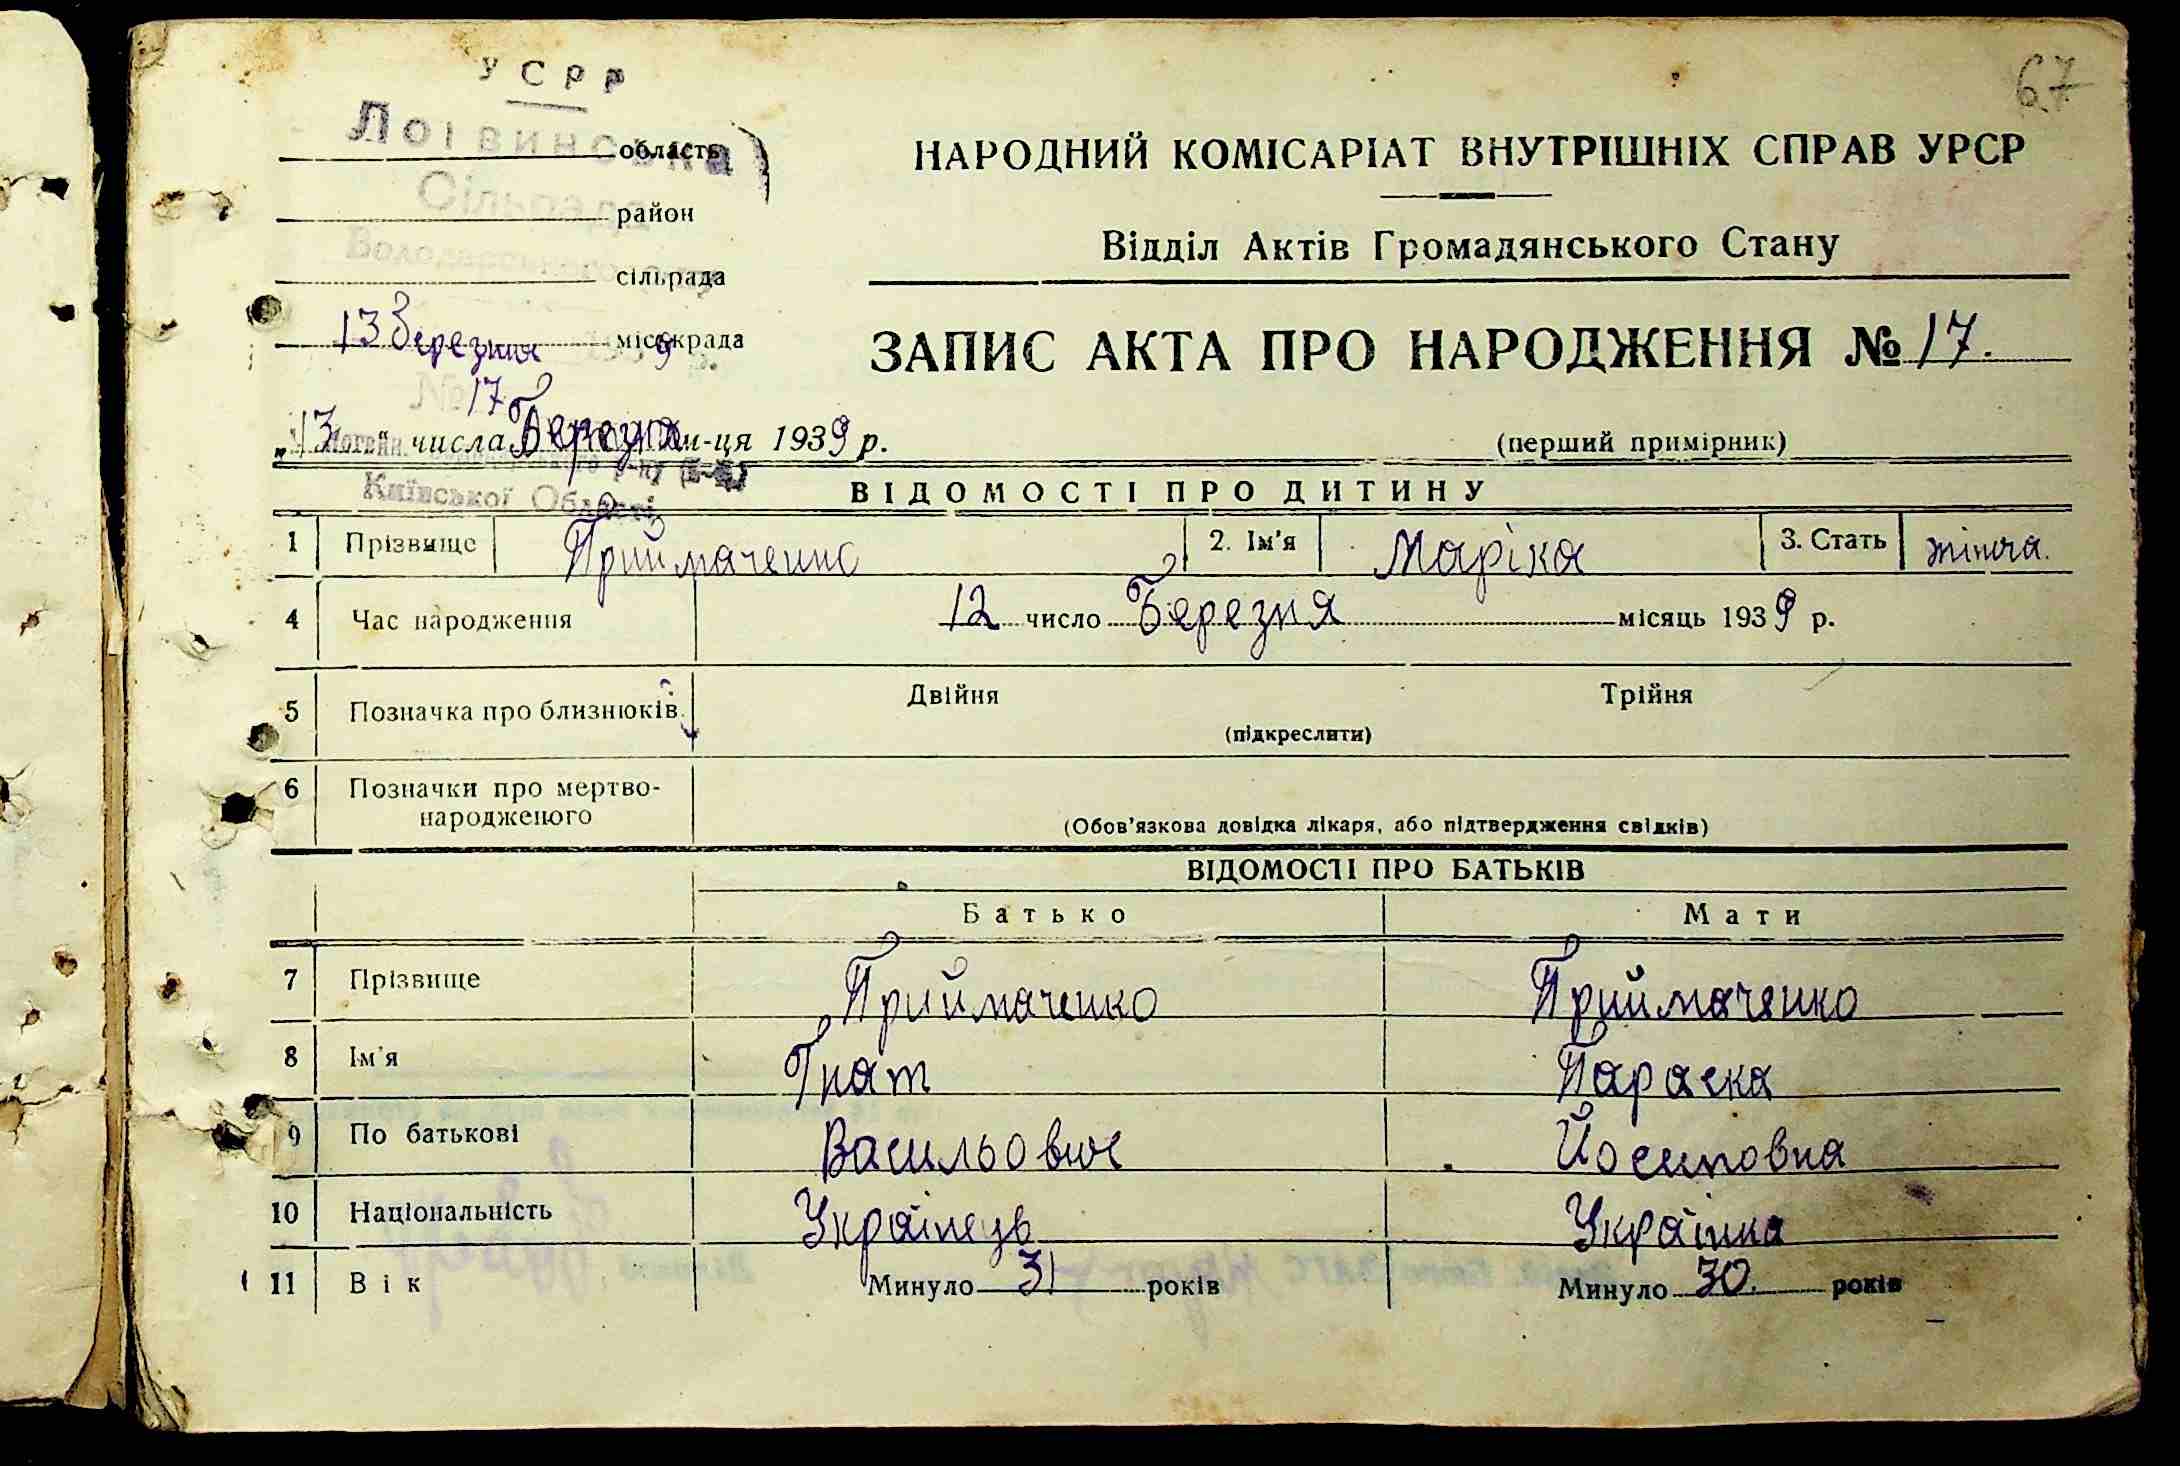 67
УСРР
Логвинська
Сільрада
область
район
сільрада
13 Березня міськрада
№ 17
"13" числа Березня м-ця 1939 р.
Київської Області
НАРОДНИЙ КОМІСАРІАТ ВНУТРІШНІХ СПРАВ УРСР
Відділ Актів Громадянського Стану
ЗАПИС АКТА ПРО НАРОДЖЕННЯ № 17.
(перший примірник)
ВІДОМОСТІ ПРО ДИТИНУ
1 Прізвище Приймаченко 2. Ім'я Маріка 3. Стать жіноча.
4 Час народження 12 число Березня місяць 1939 р.
5 Позначка про близнюків Двійня Трійня
(підкреслити)
6 Позначки про мертво-
народженого
(Обов'язкова довідка лікаря, або підтвердження свідків)
ВІДОМОСТІ ПРО БАТЬКІВ
Батько Мати
7 Прізвище Приймаченко Приймаченко
8 Ім'я Гнат Параска
9 По батькові Васильович Йосиповна
10 Національність Українець Українка
11 Вік Минуло 31 років Минуло 30. років